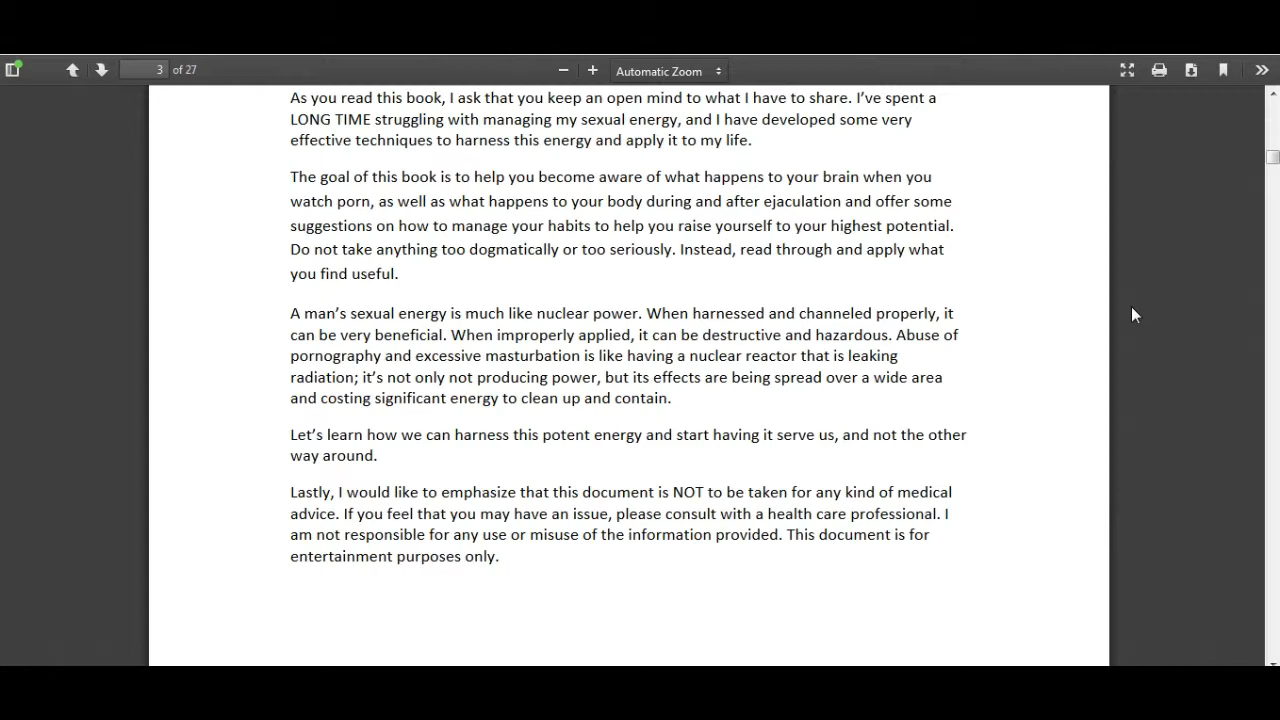 3 of 27
Automatic Zoom
As you read this book, I ask that you keep an open mind to what I have to share. I’ve spent a
LONG TIME struggling with managing my sexual energy, and I have developed some very
effective techniques to harness this energy and apply it to my life.
The goal of this book is to help you become aware of what happens to your brain when you
watch porn, as well as what happens to your body during and after ejaculation and offer some
suggestions on how to manage your habits to help you raise yourself to your highest potential.
Do not take anything too dogmatically or too seriously. Instead, read through and apply what
you find useful.
A man’s sexual energy is much like nuclear power. When harnessed and channeled properly, it
can be very beneficial. When improperly applied, it can be destructive and hazardous. Abuse of
pornography and excessive masturbation is like having a nuclear reactor that is leaking
radiation; it’s not only not producing power, but its effects are being spread over a wide area
and costing significant energy to clean up and contain.
Let’s learn how we can harness this potent energy and start having it serve us, and not the other
way around.
Lastly, I would like to emphasize that this document is NOT to be taken for any kind of medical
advice. If you feel that you may have an issue, please consult with a health care professional. I
am not responsible for any use or misuse of the information provided. This document is for
entertainment purposes only.